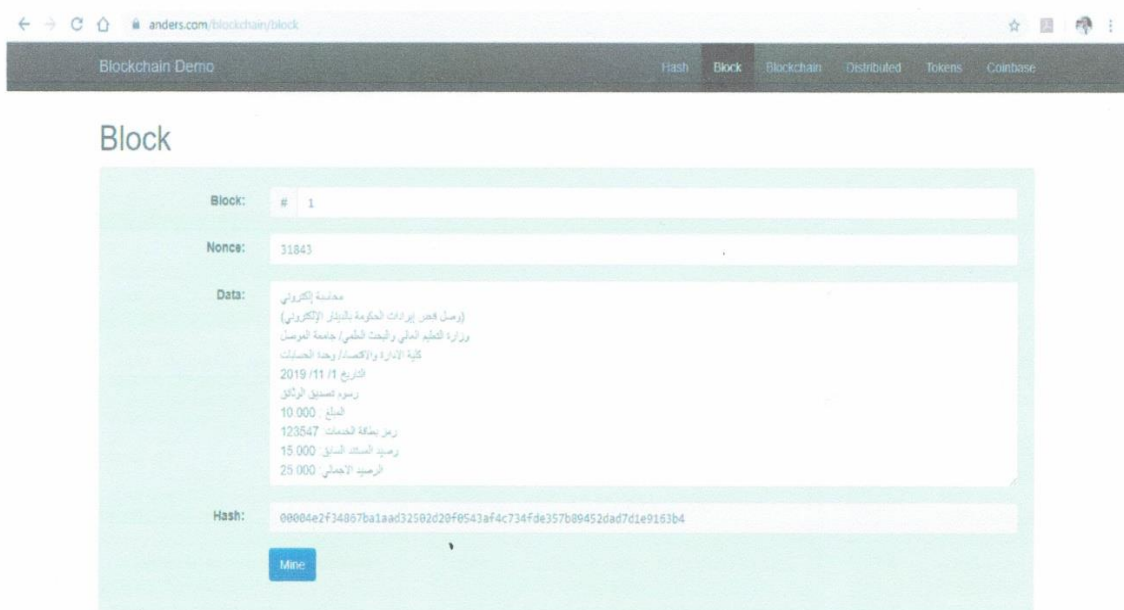 anders.com/blockchain/block
Blockchain Demo
Hash Block Blockchain Distributed Tokens Coinbase
Block
Block: # 1
Nonce: 31843
Data:
محاسبة إلكتروني
(وصل قبض إيرادات الحكومة بالدينار الإلكتروني)
وزارة التعليم العالي والبحث العلمي/ جامعة الموصل
كلية الادارة والاقتصاد/ وحدة الحسابات
التاريخ 1/ 11/ 2019
رسوم تصديق الوثائق
المبلغ : 10.000
رمز بطاقة الخدمات: 123547
رصيد المستند السابق: 15.000
الرصيد الاجمالي: 25.000
Hash: 00004e2f34867ba1aad32502d20f0543af4c734fde357b89452dad7d1e9163b4
Mine